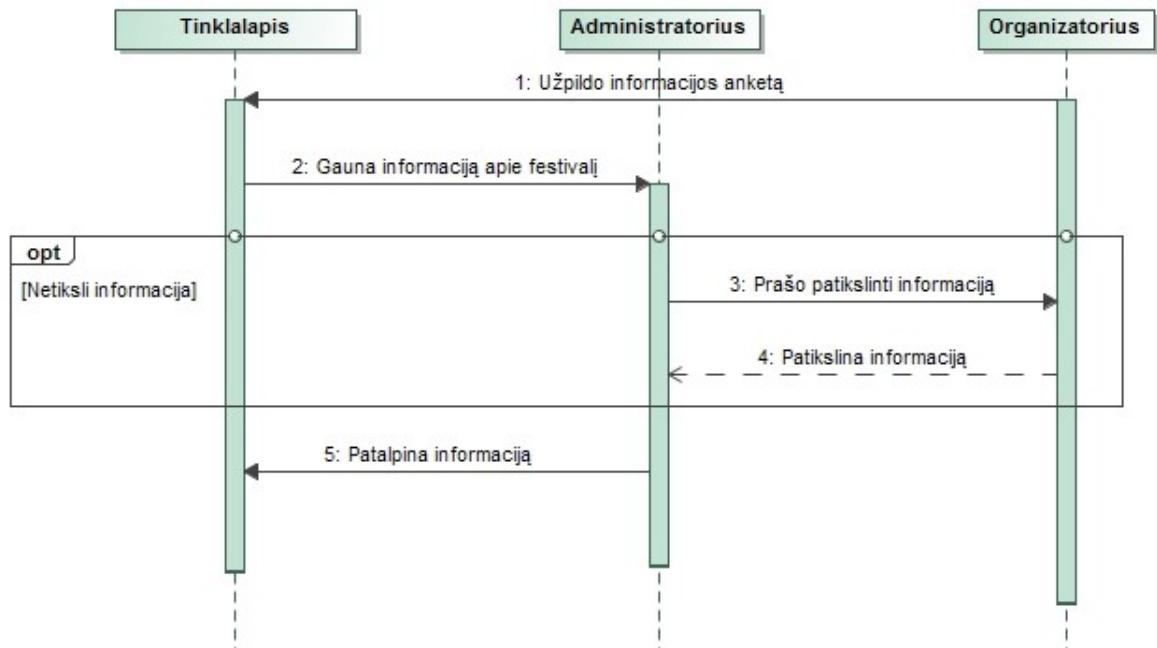 Tinklalapis
Administratorius
Organizatorius
1: Užpildo informacijos anketą
2: Gauna informaciją apie festivalį
opt
[Netiksli informacija]
3: Prašo patikslinti informaciją
4: Patikslina informaciją
5: Patalpina informaciją